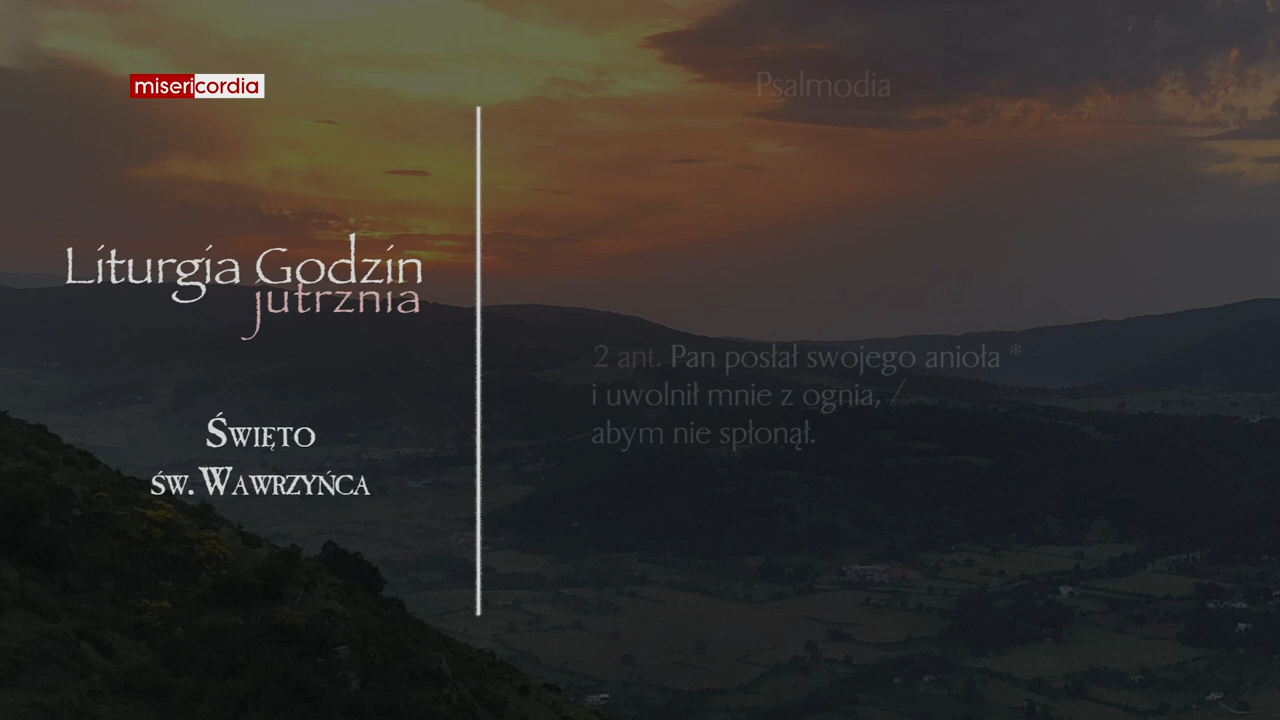 misericordia
Liturgia Godzin
jutrznia
Święto
św. Wawrzyńca
Psalmodia
2 ant. Pan posłał swojego anioła *
i uwolnił mnie z ognia, /
abym nie spłonął.